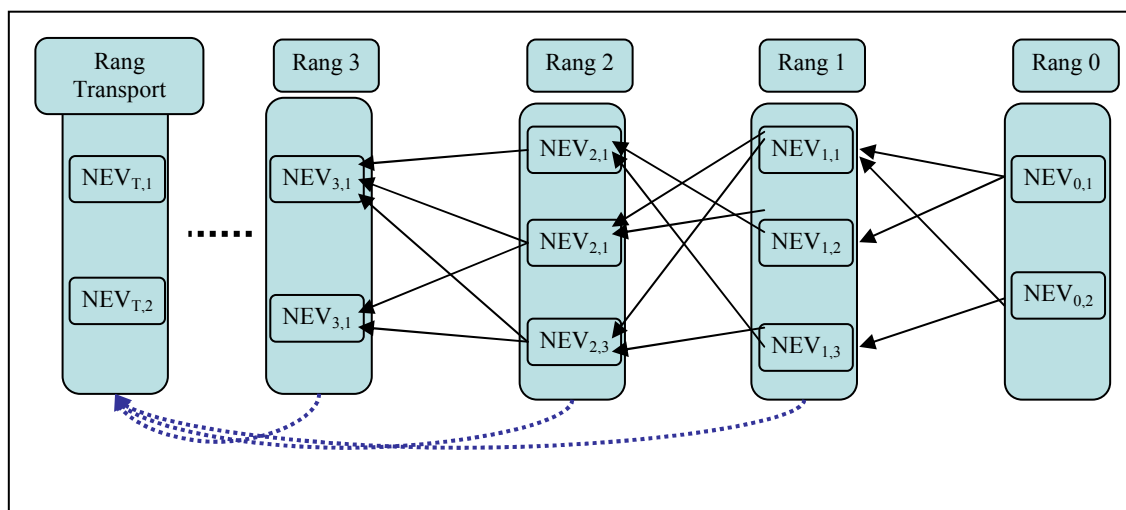 Rang
Transport
Rang 3
Rang 2
Rang 1
Rang 0
NEV2,1
NEV1,1
NEVT,1
NEV3,1
NEV0,1
NEV2,1
NEV1,2
NEVT,2
NEV0,2
NEV3,1
NEV2,3
NEV1,3